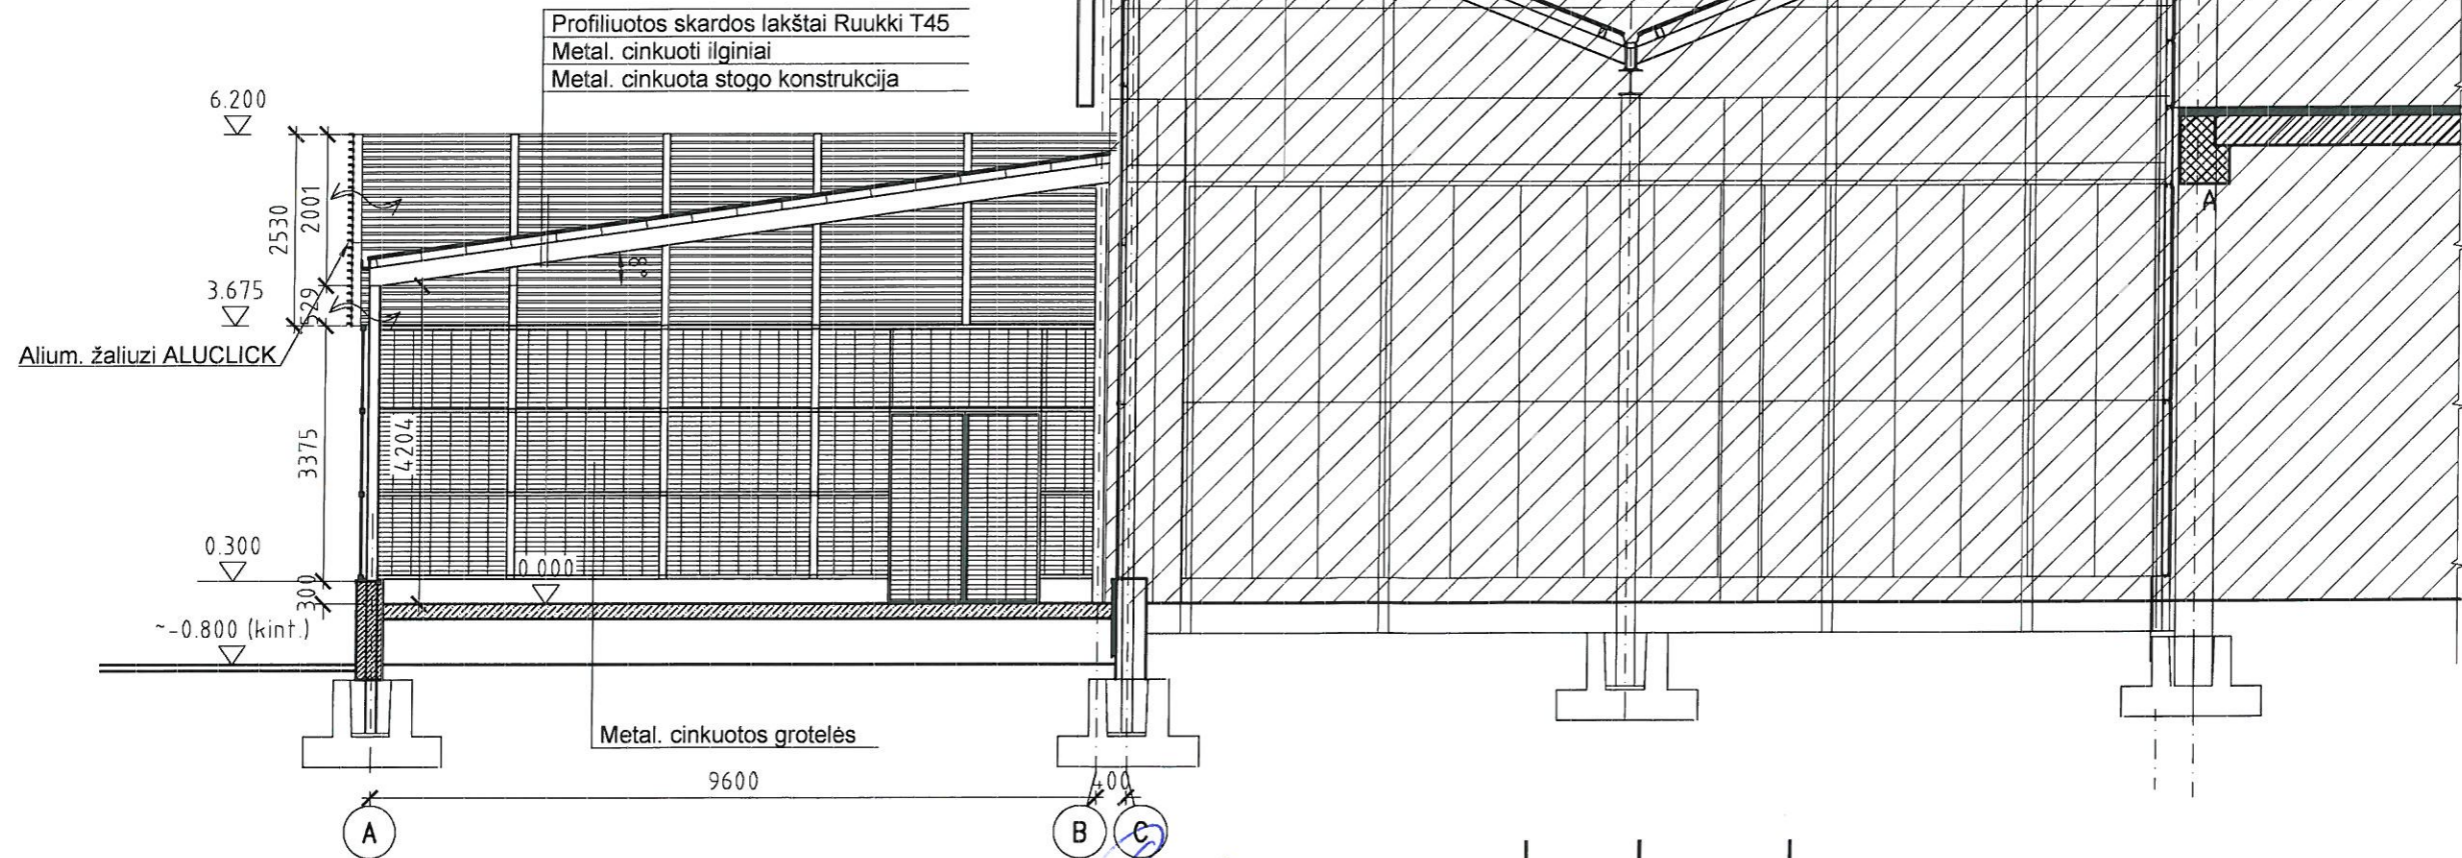 Profiliuotos skardos lakštai Ruukki T45
Metal. cinkuoti ilginiai
Metal. cinkuota stogo konstrukcija
6.200
2530
2001
8°
3.675
529
Alium. žaliuzi ALUCLICK
3375
4204
A
0.300
0.000
300
~-0.800 (kint.)
Metal. cinkuotos grotelės
9600
400
A
B
C